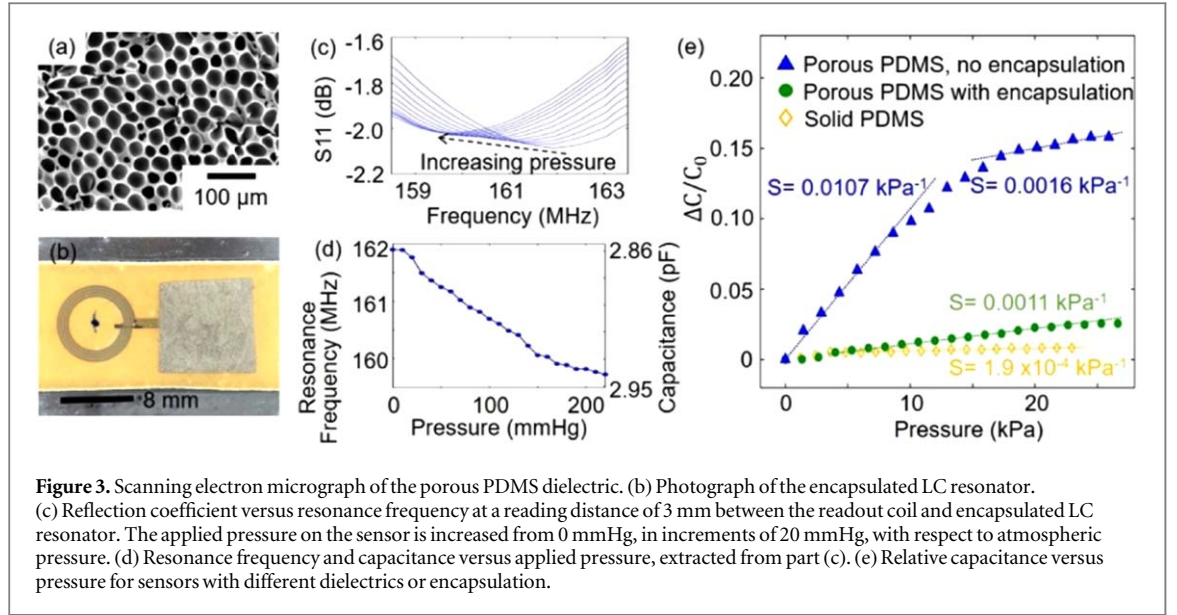 (a)
100 μm
(b)
8 mm
(c)
-1.6
-1.8
-2.0
-2.2
S11 (dB)
Increasing pressure
159
161
163
Frequency (MHz)
(d)
162
161
160
Resonance
Frequency (MHz)
2.86
2.95
Capacitance (pF)
0
100
200
Pressure (mmHg)
(e)
0.20
0.15
0.10
0.05
0
ΔC/C₀
Porous PDMS, no encapsulation
Porous PDMS with encapsulation
Solid PDMS
S= 0.0107 kPa⁻¹
S= 0.0016 kPa⁻¹
S= 0.0011 kPa⁻¹
S= 1.9 x10⁻⁴ kPa⁻¹
0
10
20
Pressure (kPa)
Figure 3. Scanning electron micrograph of the porous PDMS dielectric. (b) Photograph of the encapsulated LC resonator.
(c) Reflection coefficient versus resonance frequency at a reading distance of 3 mm between the readout coil and encapsulated LC
resonator. The applied pressure on the sensor is increased from 0 mmHg, in increments of 20 mmHg, with respect to atmospheric
pressure. (d) Resonance frequency and capacitance versus applied pressure, extracted from part (c). (e) Relative capacitance versus
pressure for sensors with different dielectrics or encapsulation.